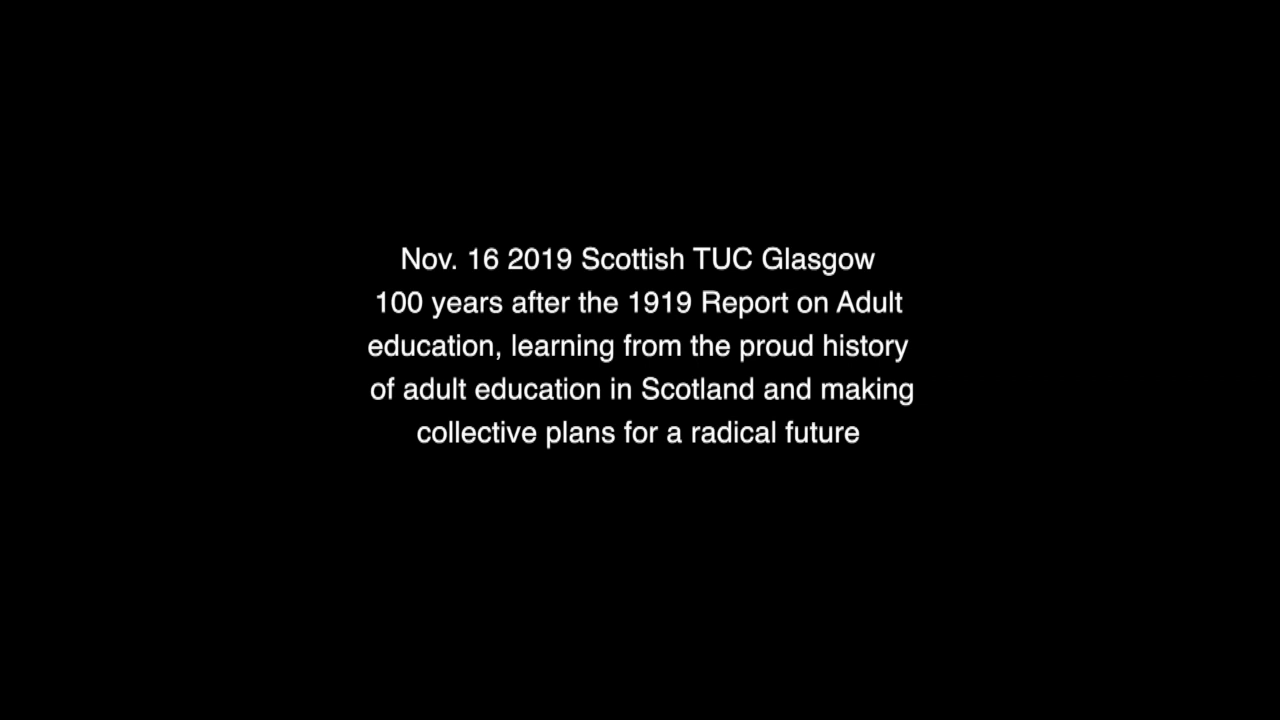 Nov. 16 2019 Scottish TUC Glasgow
100 years after the 1919 Report on Adult
education, learning from the proud history
of adult education in Scotland and making
collective plans for a radical future